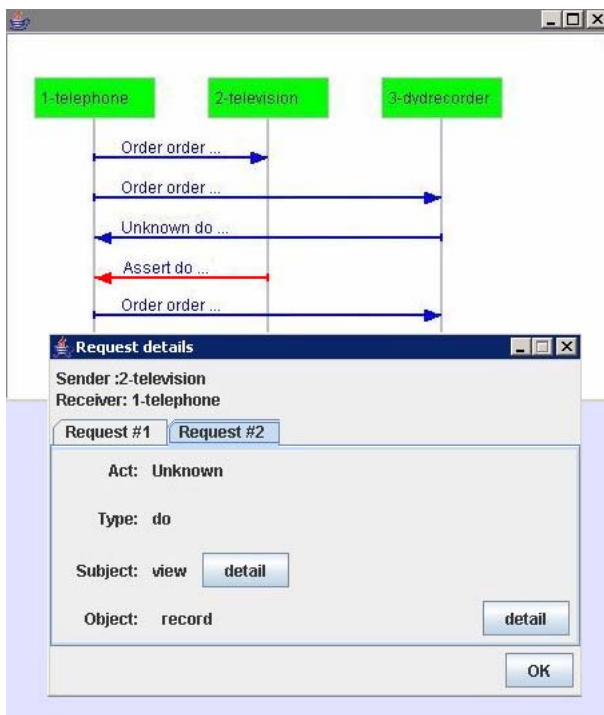 1-telephone 2-television 3-dvdrecorder
Order order ...
Order order ...
Unknown do ...
Assert do ...
Order order ...
Request details
Sender :2-television
Receiver: 1-telephone
Request #1 Request #2
Act: Unknown
Type: do
Subject: view detail
Object: record detail
OK